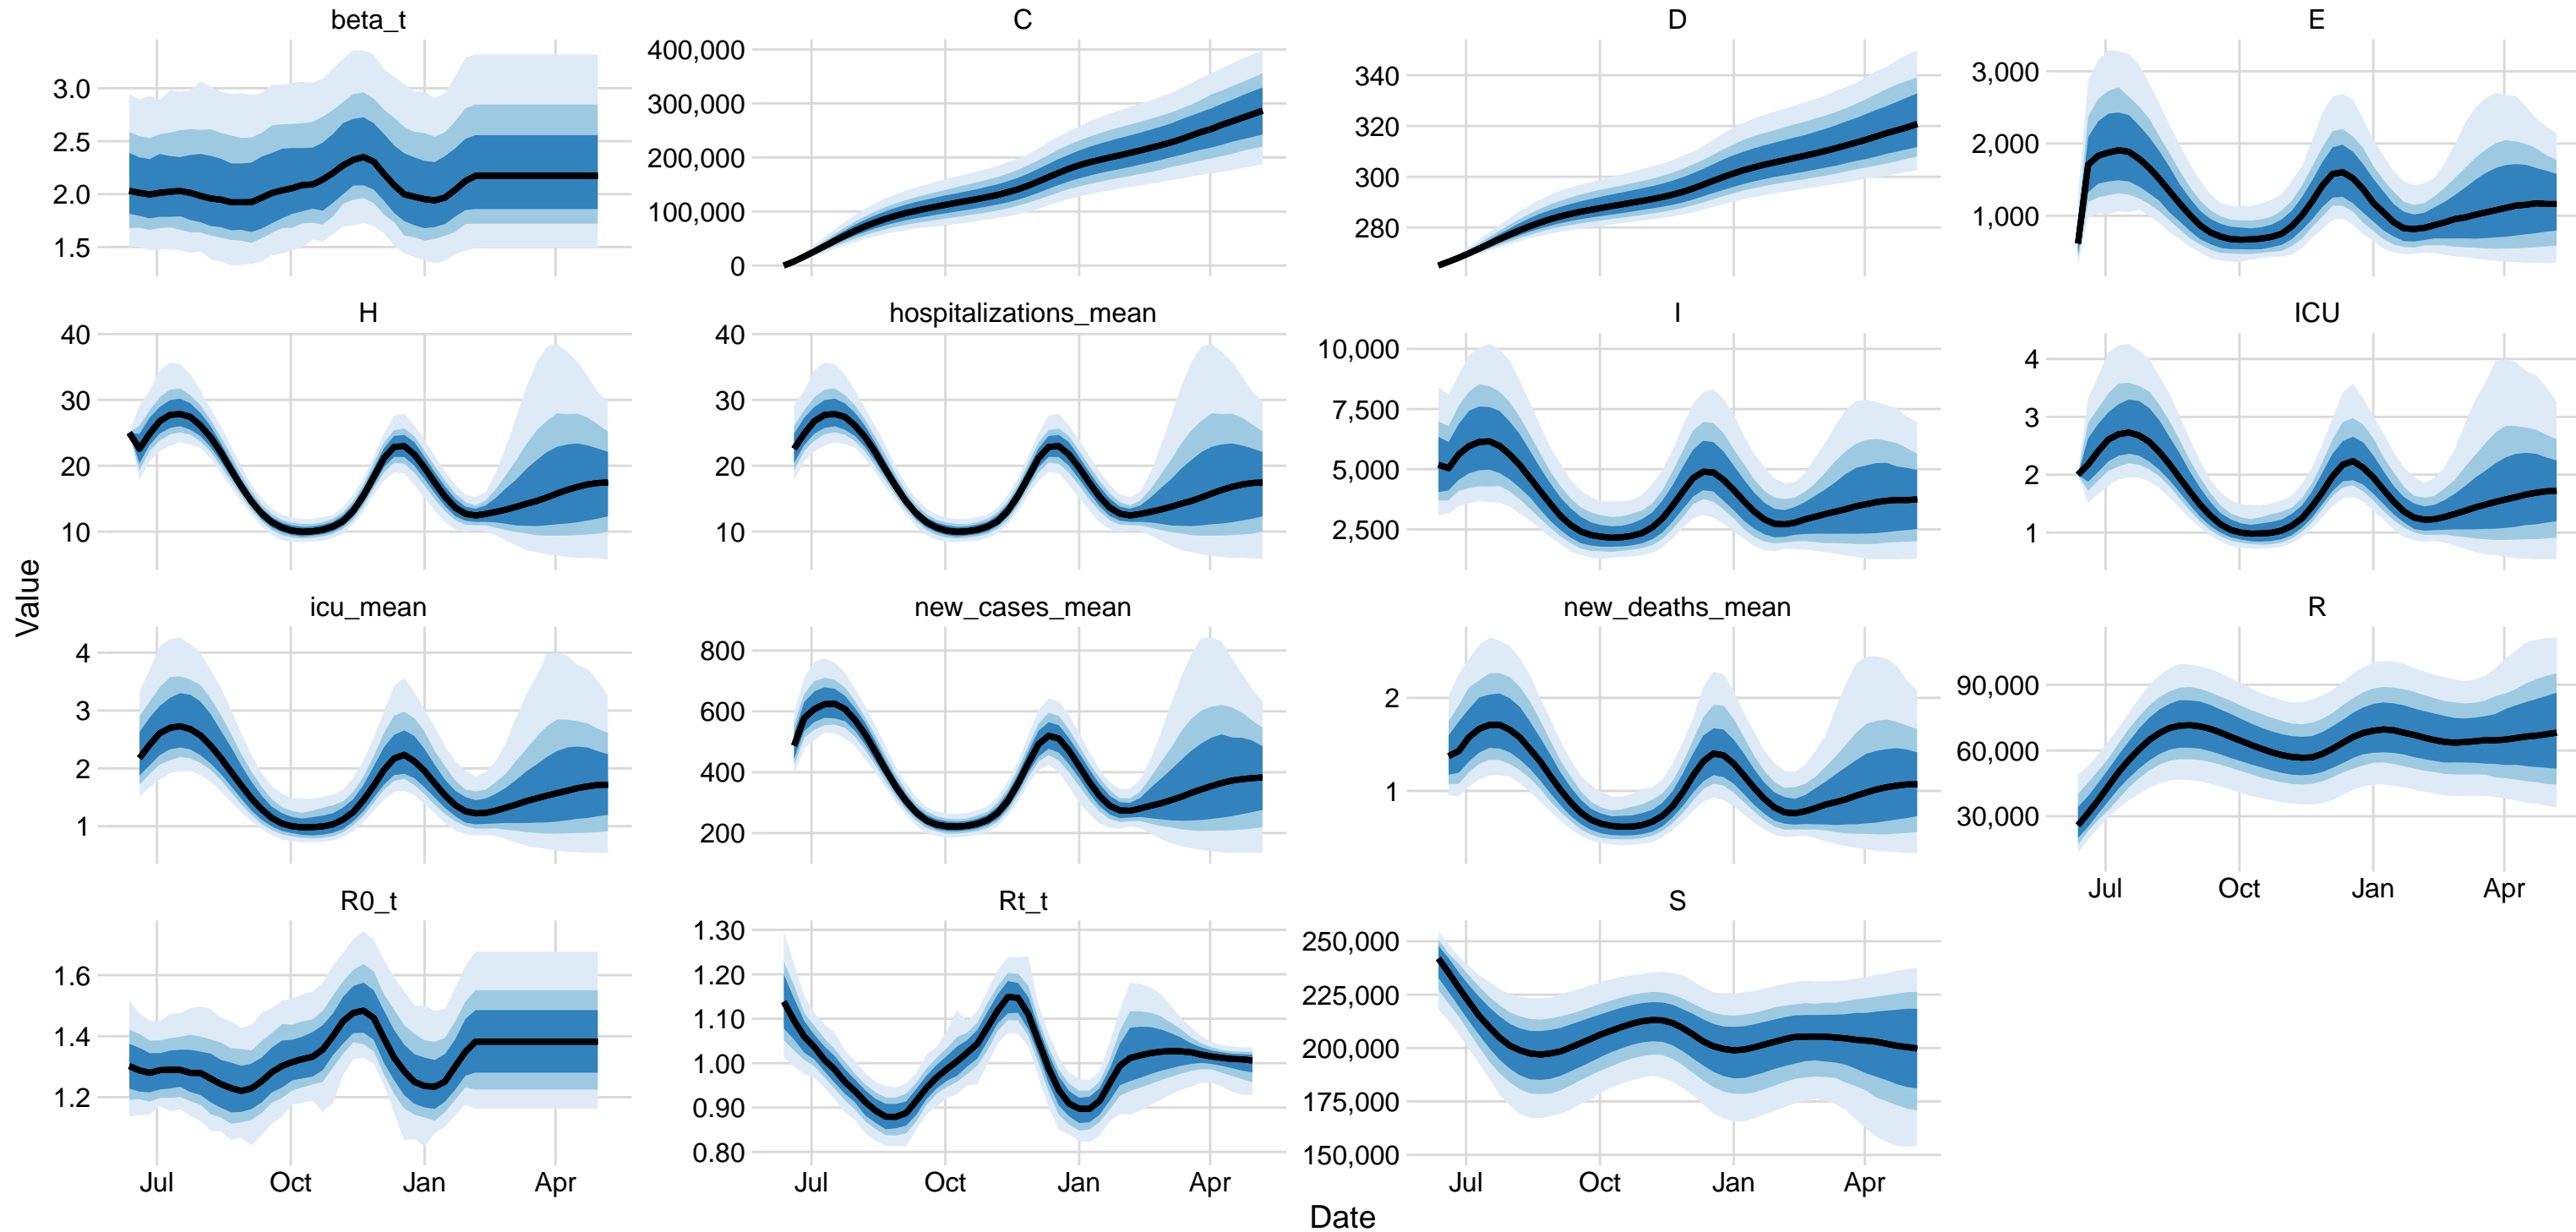 beta_t
C
D
E
3.0
2.5
2.0
1.5
400,000
300,000
200,000
100,000
0
340
320
300
280
3,000
2,000
1,000
H
hospitalizations_mean
I
ICU
40
30
20
10
40
30
20
10
10,000
7,500
5,000
2,500
4
3
2
1
Value
icu_mean
new_cases_mean
new_deaths_mean
R
4
3
2
1
800
600
400
200
2
1
90,000
60,000
30,000
Jul Oct Jan Apr
R0_t
Rt_t
S
1.6
1.4
1.2
1.30
1.20
1.10
1.00
0.90
0.80
250,000
225,000
200,000
175,000
150,000
Jul Oct Jan Apr
Jul Oct Jan Apr
Jul Oct Jan Apr
Date